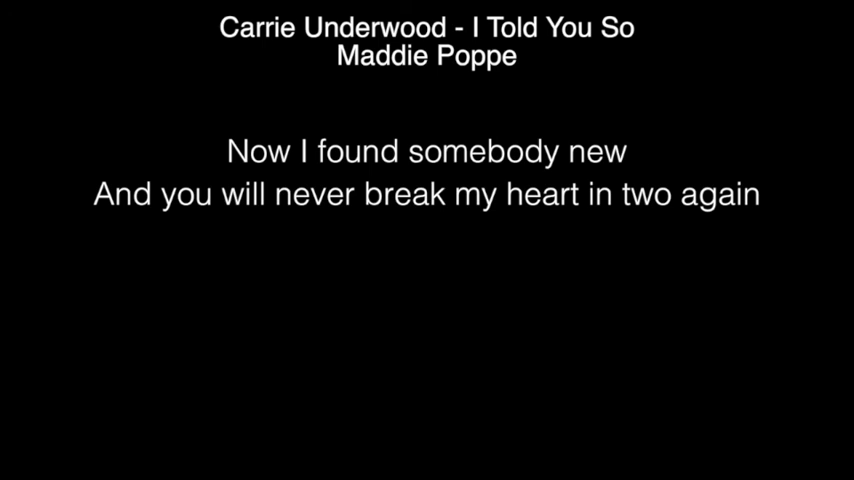 Carrie Underwood - I Told You So
Maddie Poppe
Now I found somebody new
And you will never break my heart in two again